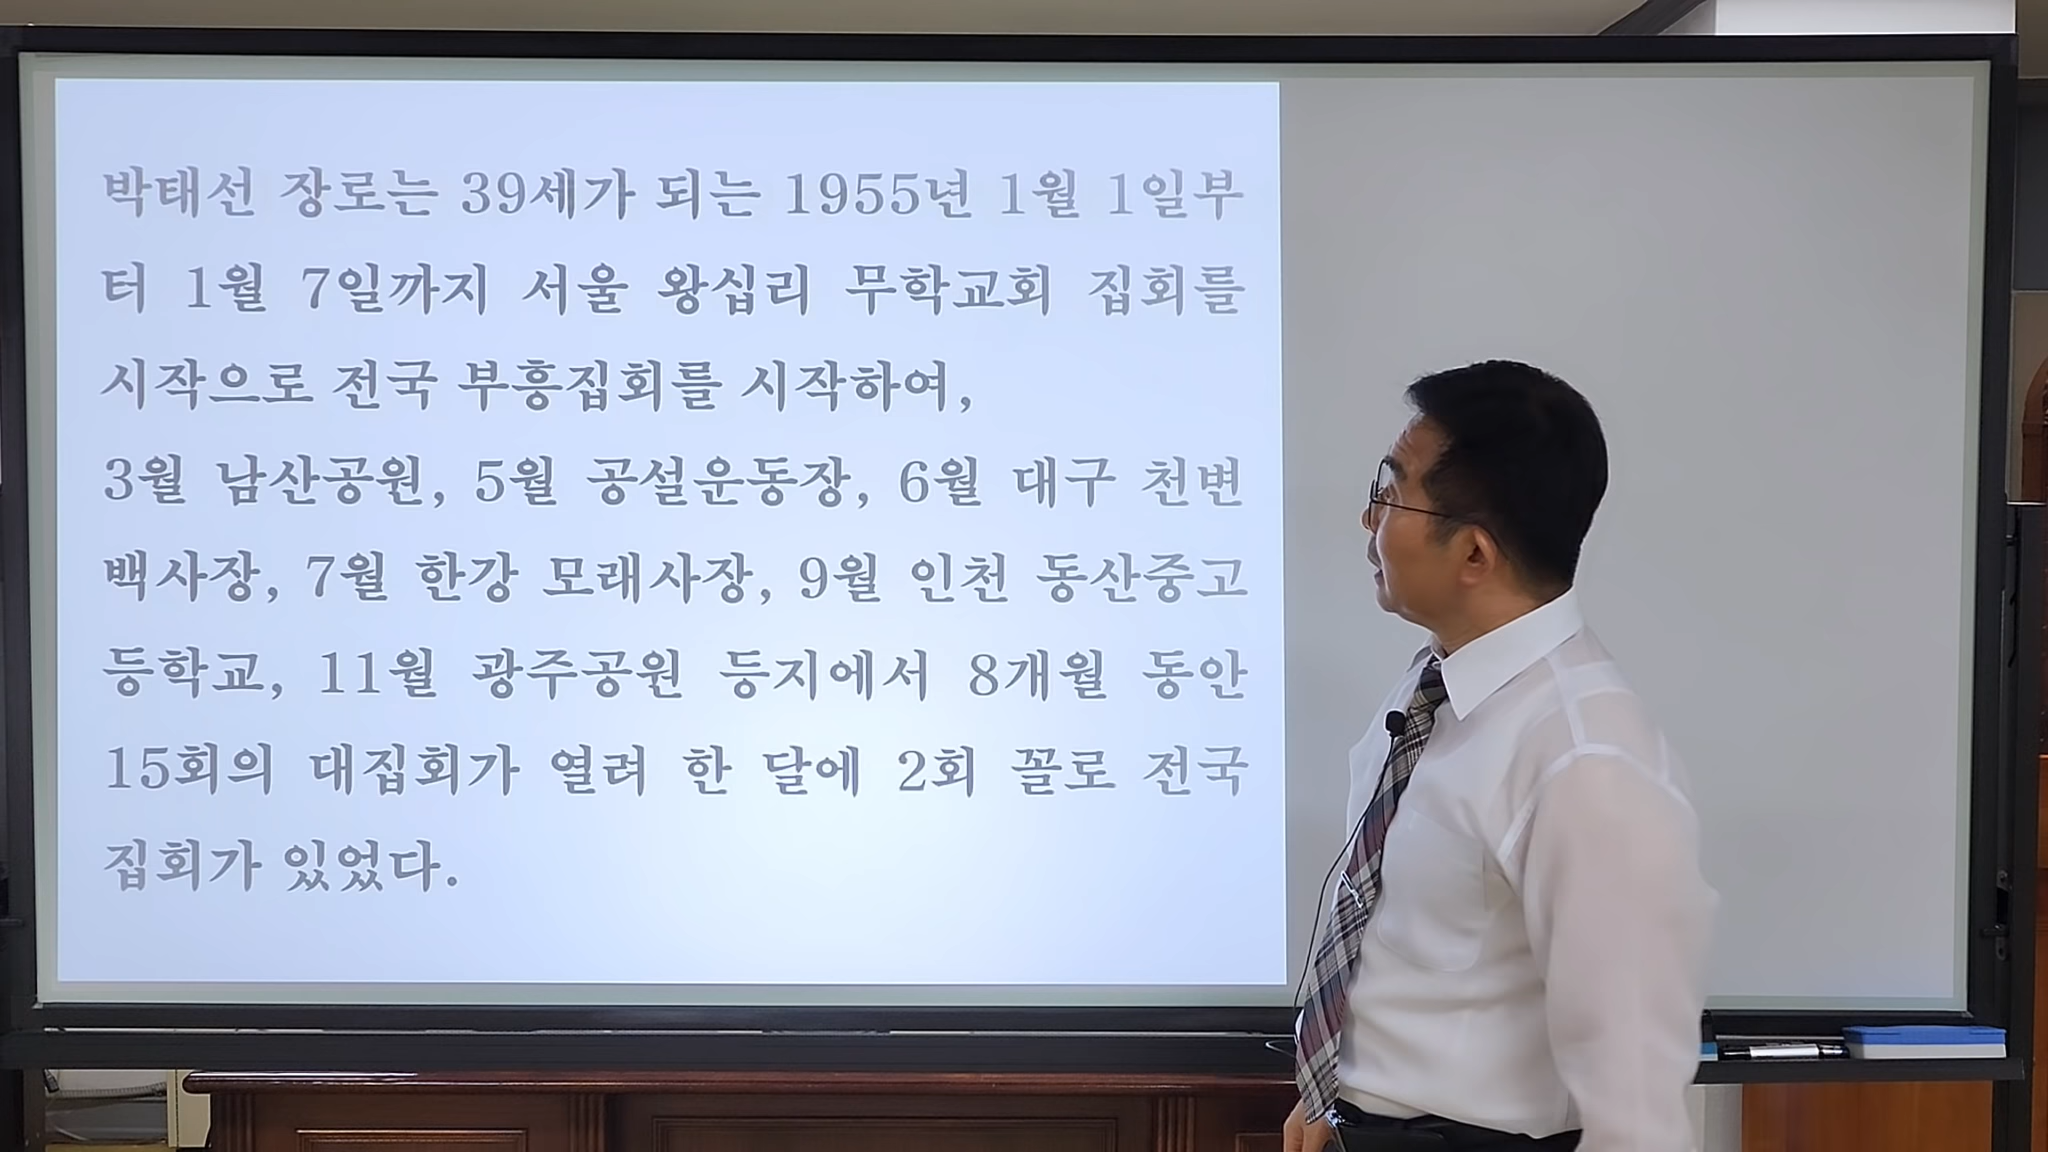 박태선 장로는 39세가 되는 1955년 1월 1일부
터 1월 7일까지 서울 왕십리 무학교회 집회를
시작으로 전국 부흥집회를 시작하여,
3월 남산공원, 5월 공설운동장, 6월 대구 천변
백사장, 7월 한강 모래사장, 9월 인천 동산중고
등학교, 11월 광주공원 등지에서 8개월 동안
15회의 대집회가 열려 한 달에 2회 꼴로 전국
집회가 있었다.